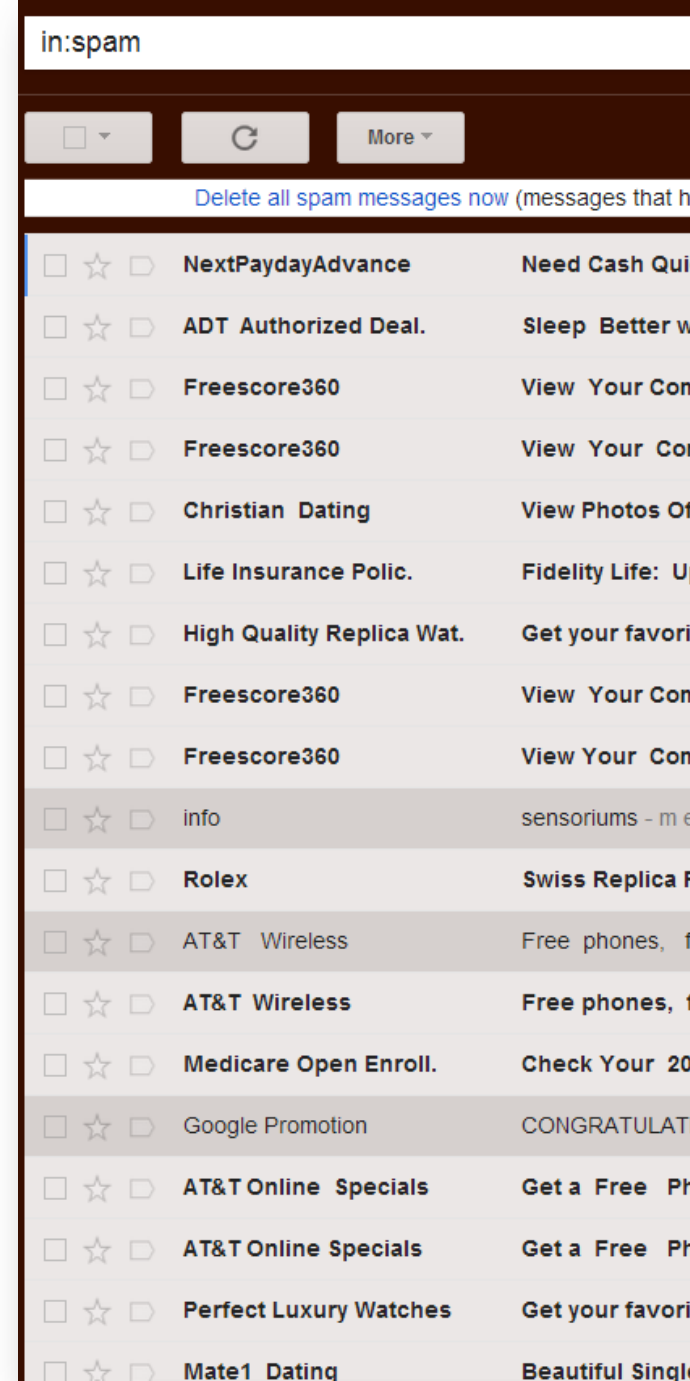 in:spam
More
Delete all spam messages now (messages that h
NextPaydayAdvance Need Cash Qui
ADT Authorized Deal. Sleep Better w
Freescore360 View Your Con
Freescore360 View Your Co
Christian Dating View Photos Of
Life Insurance Polic. Fidelity Life: Up
High Quality Replica Wat. Get your favori
Freescore360 View Your Con
Freescore360 View Your Con
info sensoriums - m e
Rolex Swiss Replica
AT&T Wireless Free phones, f
AT&T Wireless Free phones, f
Medicare Open Enroll. Check Your 20
Google Promotion CONGRATULAT
AT&T Online Specials Get a Free Ph
AT&T Online Specials Get a Free Ph
Perfect Luxury Watches Get your favori
Mate1 Dating Beautiful Single